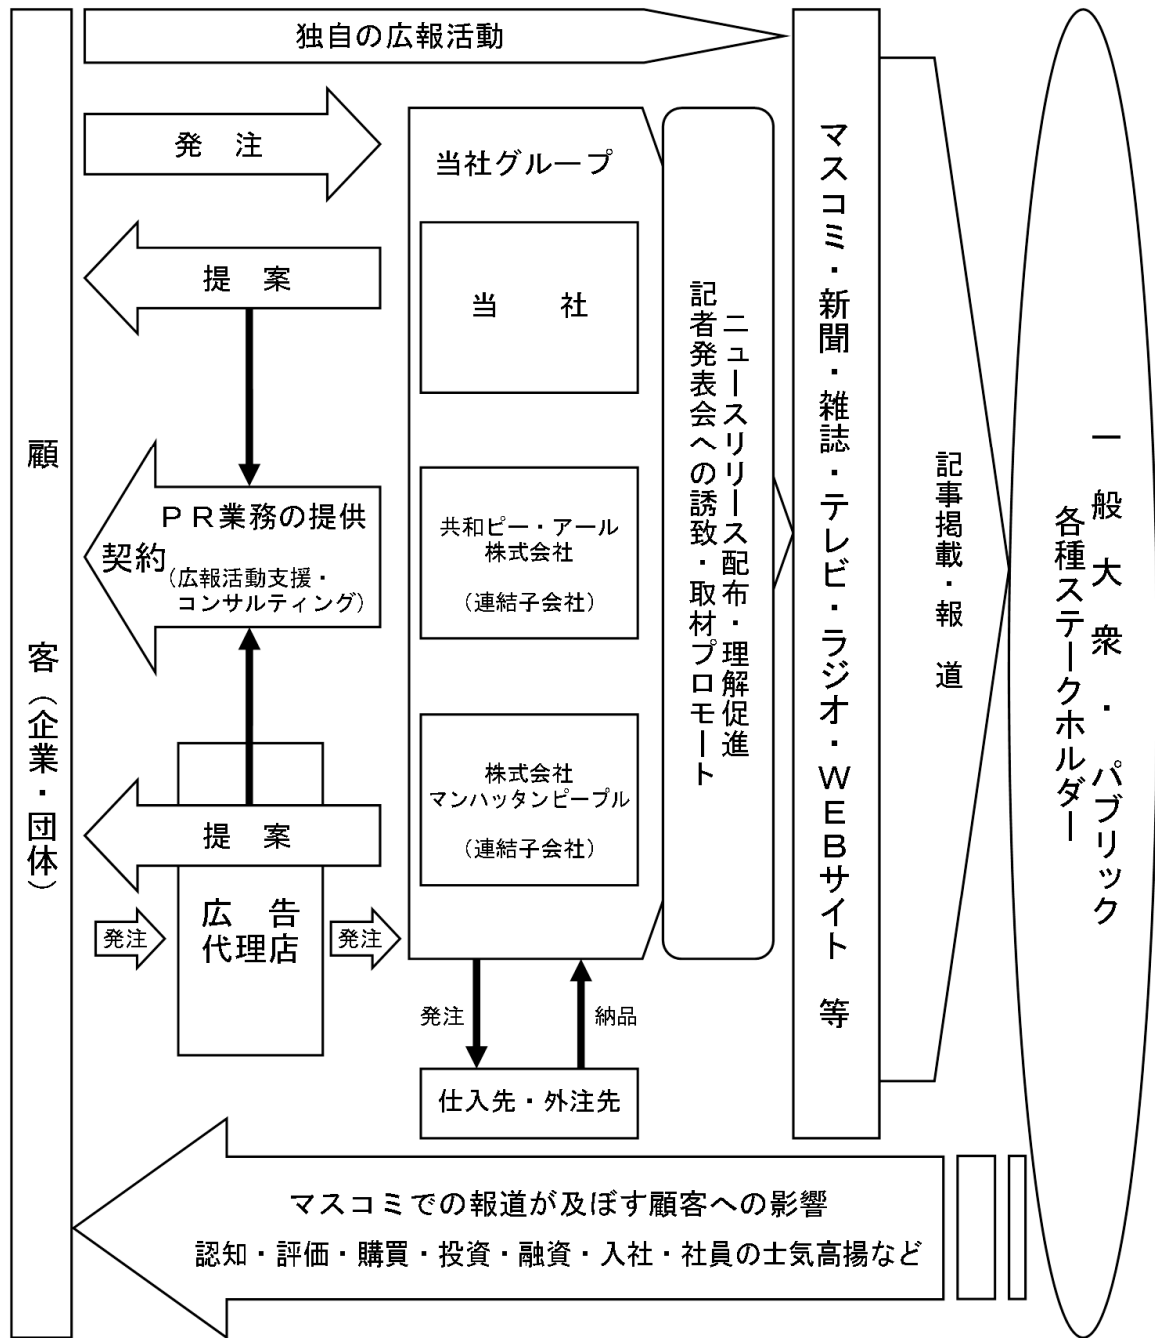 独自の広報活動
発　注
当社グループ
提　案
当　　社
PR業務の提供
契約
（広報活動支援・
コンサルティング）
共和ピー・アール
株式会社
（連結子会社）
株式会社
マンハッタンピープル
（連結子会社）
提　案
広　告
代理店
発注
発注
発注
納品
仕入先・外注先
顧　　客（企業・団体）
ニュースリリース配布・理解促進
記者発表会への誘致・取材プロモート
マスコミ・新聞・雑誌・テレビ・ラジオ・WEBサイト　等
記事掲載・報　道
一　般　大　衆　・　パブリック
各種ステークホルダー
マスコミでの報道が及ぼす顧客への影響
認知・評価・購買・投資・融資・入社・社員の士気高揚など